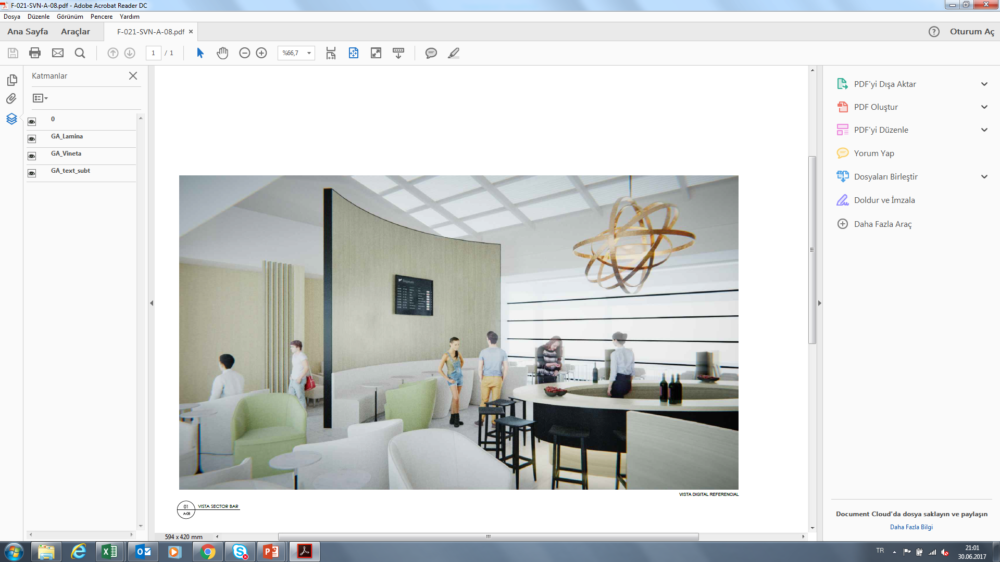 F-021-SVN-A-08.pdf - Adobe Acrobat Reader DC
Dosya Düzenle Görünüm Pencere Yardım
Ana Sayfa Araçlar F-021-SVN-A-08.pdf Oturum Aç
1 / 1 %66,7
Katmanlar
0
GA_Lamina
GA_Vineta
GA_text_subt
PDF'yi Dışa Aktar
PDF Oluştur
PDF'yi Düzenle
Yorum Yap
Dosyaları Birleştir
Doldur ve İmzala
Daha Fazla Araç
VISTA DIGITAL REFERENCIAL
01 VISTA SECTOR BAR
A-08
Document Cloud'da dosya saklayın ve paylaşın
Daha Fazla Bilgi
594 x 420 mm
TR
21:01
30.06.2017